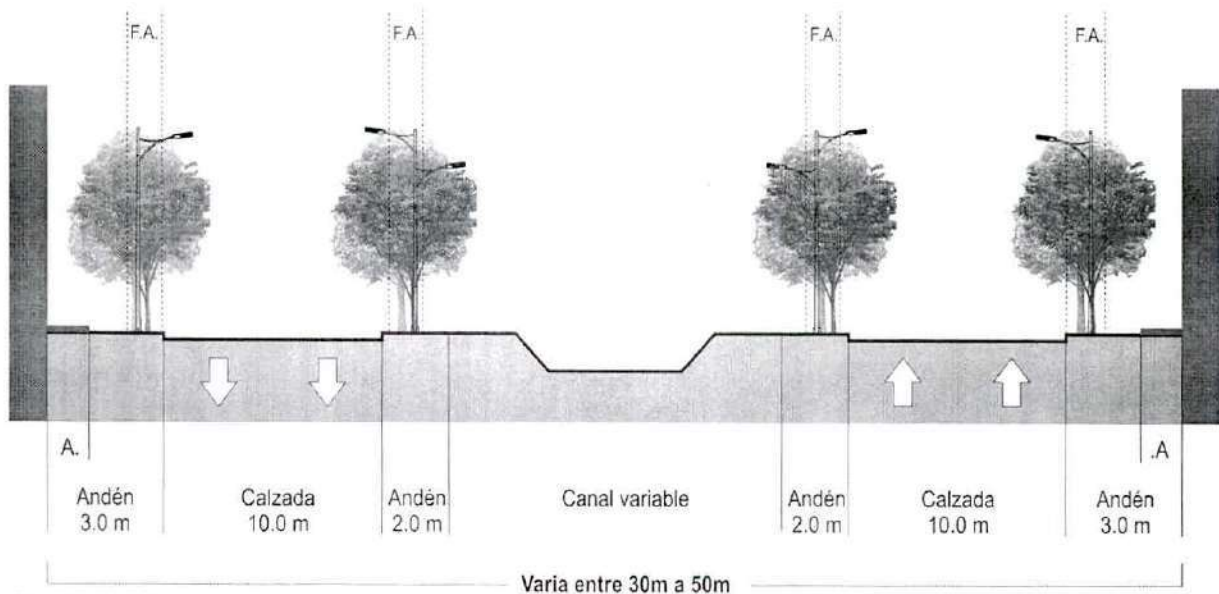 F.A.
F.A.
F.A.
F.A.
A.
.A
Andén
3.0 m
Calzada
10.0 m
Andén
2.0 m
Canal variable
Andén
2.0 m
Calzada
10.0 m
Andén
3.0 m
Varia entre 30m a 50m